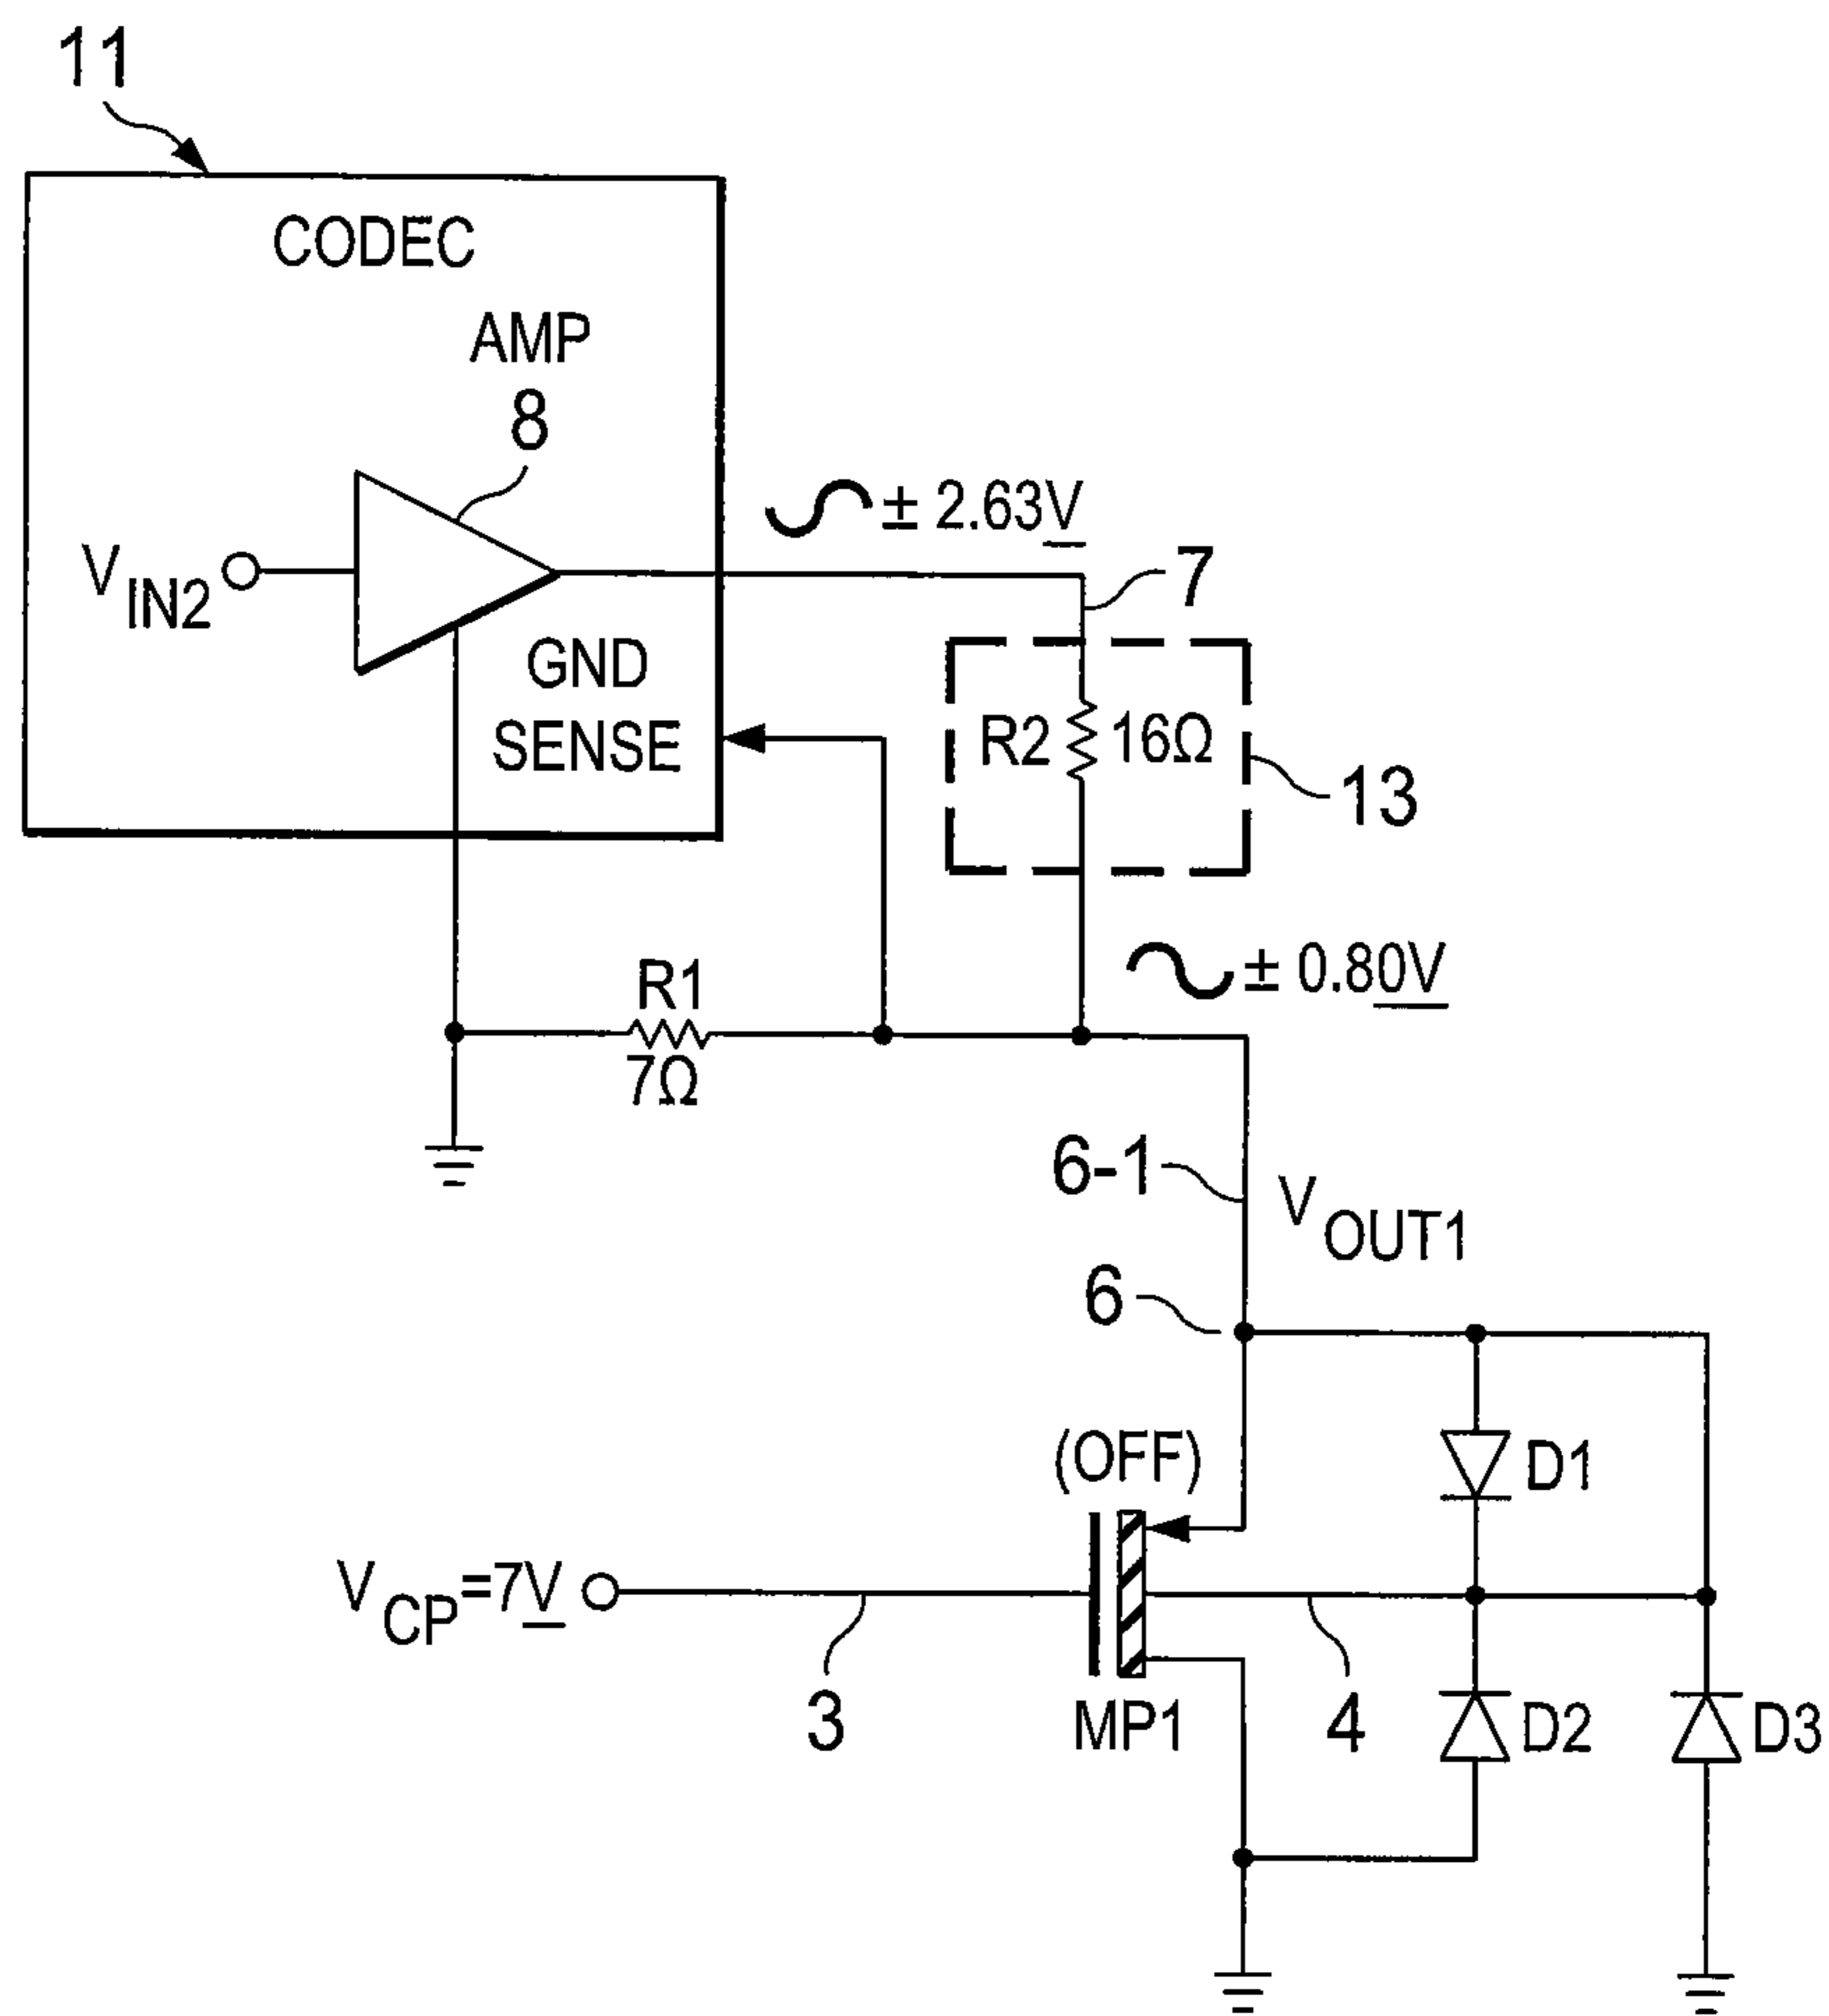 11
CODEC
AMP
8
± 2.63V
VIN2
7
GND
SENSE
R2 16Ω
13
± 0.80V
R1
7Ω
6-1
VOUT1
6
(OFF)
D1
VCP=7V
3
MP1
4
D2
D3